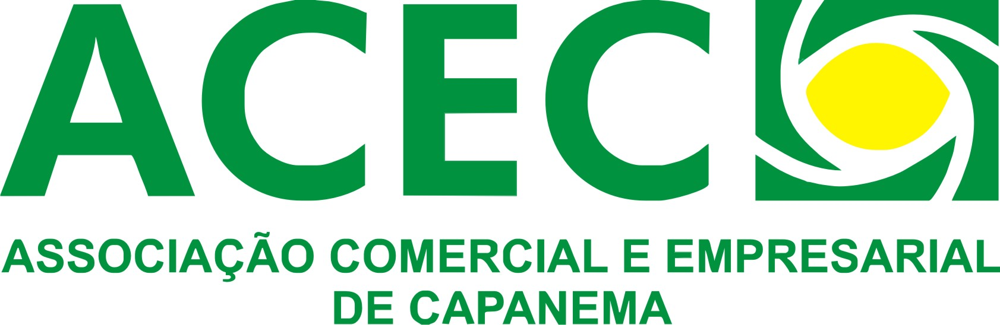 ACEC
ASSOCIAÇÃO COMERCIAL E EMPRESARIAL
DE CAPANEMA